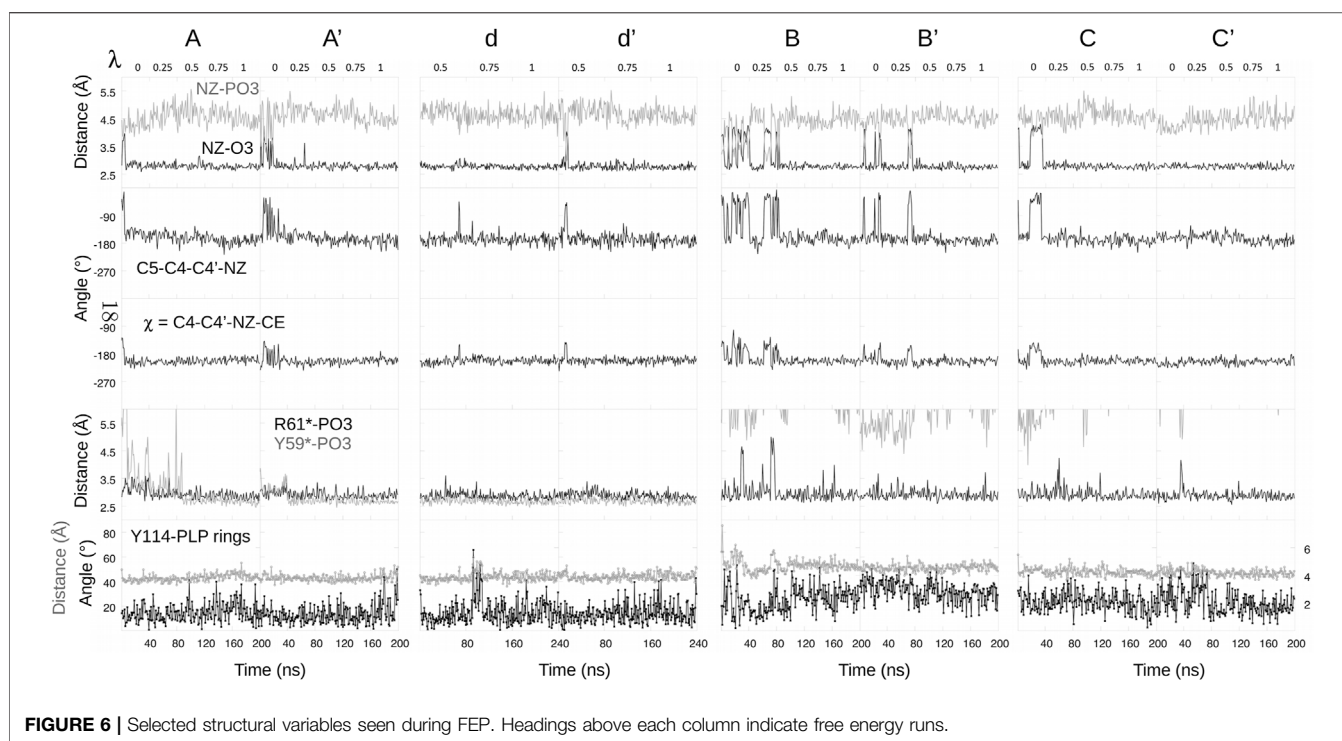 A A' d d' B B' C C'
λ 0 0.25 0.5 0.75 1 0 0.25 0.5 0.75 1 0.5 0.75 1 0.5 0.75 1 0 0.25 0.5 0.75 1 0 0.25 0.5 0.75 1 0 0.25 0.5 0.75 1 0 0.25 0.5 0.75 1
Distance (Å)
5.5
4.5
3.5
2.5
NZ-PO3
NZ-O3
Angle (°)
-90
-180
-270
C5-C4-C4'-NZ
18
-90
-180
-270
χ = C4-C4'-NZ-CE
Distance (Å)
5.5
4.5
3.5
2.5
R61*-PO3
Y59*-PO3
Distance (Å)
Angle (°)
80
60
40
20
Y114-PLP rings
6
4
2
40 80 120 160 200 40 80 120 160 200 80 160 240 80 160 240 40 80 120 160 200 40 80 120 160 200 40 80 120 160 200 40 80 120 160 200
Time (ns) Time (ns) Time (ns) Time (ns)
FIGURE 6 | Selected structural variables seen during FEP. Headings above each column indicate free energy runs.